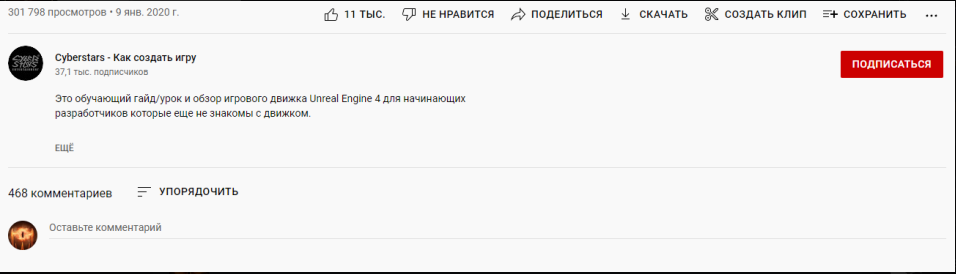 301 798 просмотров • 9 янв. 2020 г.
11 ТЫС.
НЕ НРАВИТСЯ
ПОДЕЛИТЬСЯ
СКАЧАТЬ
СОЗДАТЬ КЛИП
СОХРАНИТЬ
Cyberstars - Как создать игру
37,1 тыс. подписчиков
ПОДПИСАТЬСЯ
Это обучающий гайд/урок и обзор игрового движка Unreal Engine 4 для начинающих
разработчиков которые еще не знакомы с движком.
ЕЩЁ
468 комментариев
УПОРЯДОЧИТЬ
Оставьте комментарий